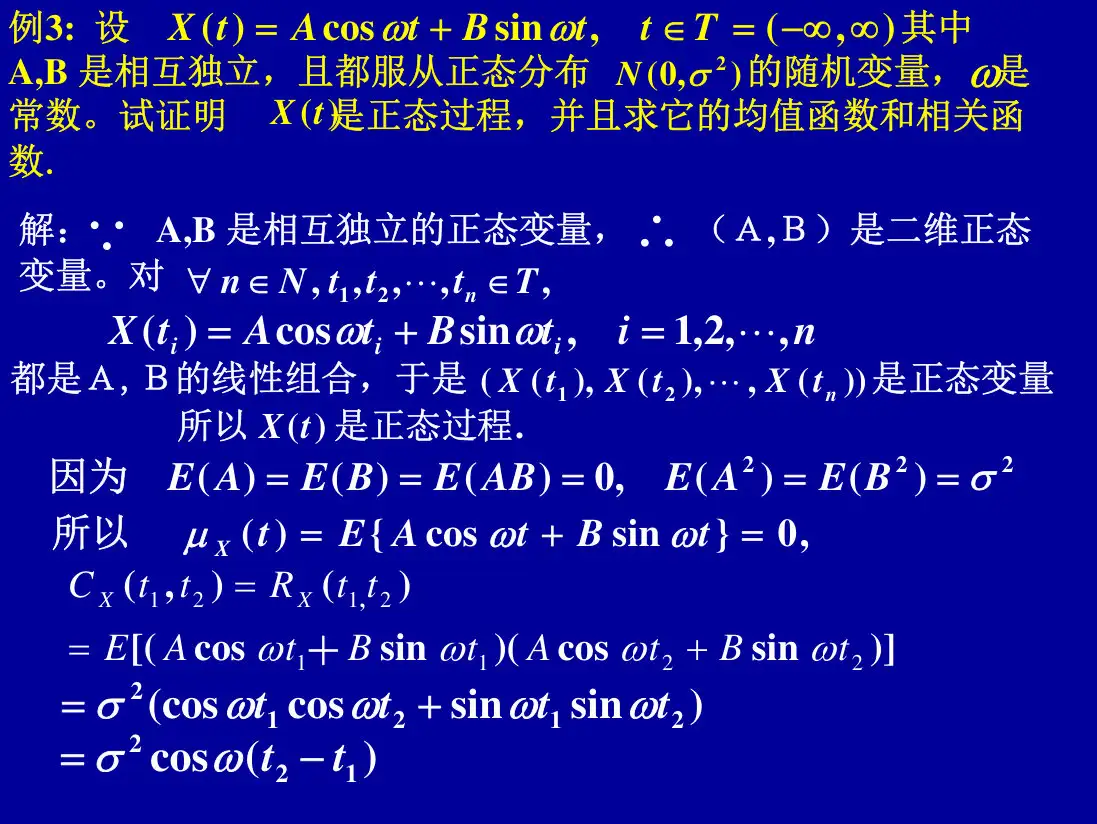 例3: 设 X(t) = A cos ωt + B sin ωt, t ∈ T = (−∞, ∞) 其中
A,B 是相互独立，且都服从正态分布 N(0,σ²) 的随机变量，ω是
常数。试证明 X(t)是正态过程，并且求它的均值函数和相关函
数.
解：∵ A,B 是相互独立的正态变量，∴ （A,B）是二维正态
变量。对 ∀ n ∈ N, t₁, t₂, ⋯, tₙ ∈ T,
X(tᵢ) = A cos ωtᵢ + B sin ωtᵢ, i = 1,2,⋯,n
都是A，B的线性组合，于是 (X(t₁), X(t₂), ⋯, X(tₙ)) 是正态变量
所以 X(t) 是正态过程.
因为 E(A) = E(B) = E(AB) = 0, E(A²) = E(B²) = σ²
所以 μ_X(t) = E{A cos ωt + B sin ωt} = 0,
C_X(t₁, t₂) = R_X(t₁,t₂)
= E[(A cos ωt₁ + B sin ωt₁)(A cos ωt₂ + B sin ωt₂)]
= σ²(cos ωt₁ cos ωt₂ + sin ωt₁ sin ωt₂)
= σ² cos ω(t₂ − t₁)